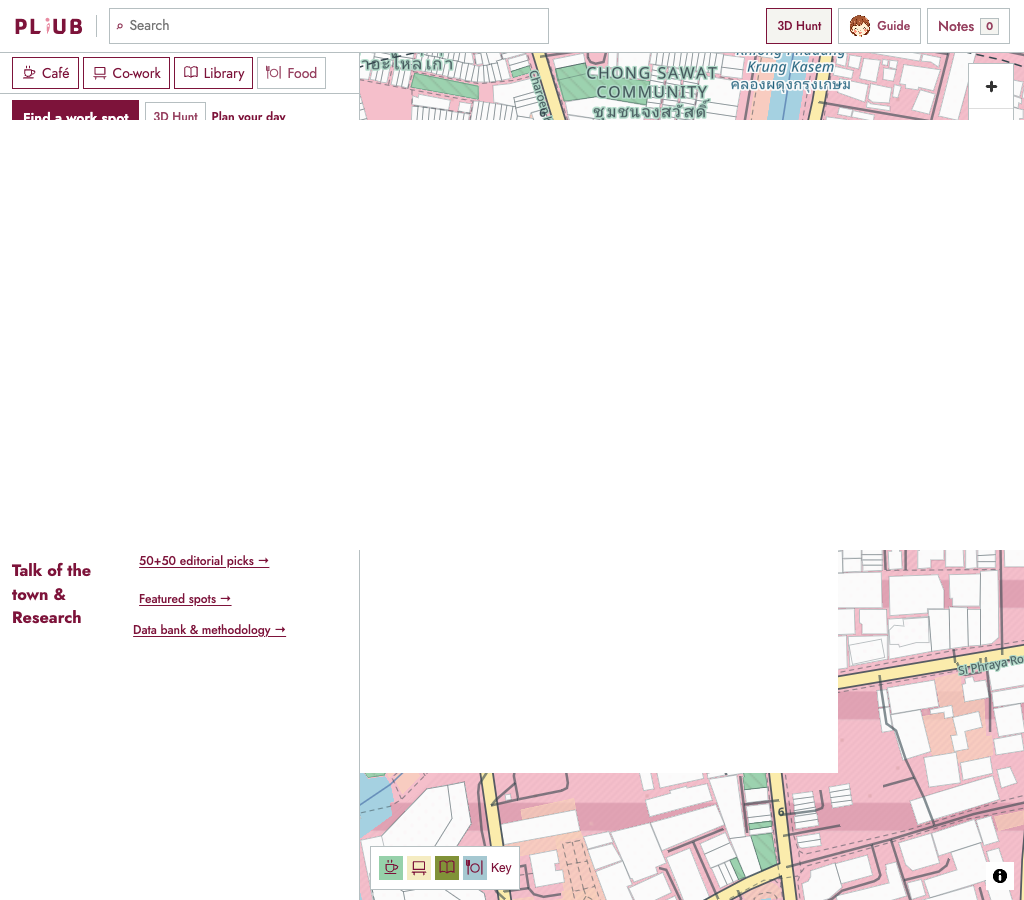 PLUB
Search
3D Hunt
Guide
Notes 0
Café
Co-work
Library
Food
Find a work spot
3D Hunt
Plan your day
Krung Kasem
คลองผดุงกรุงเกษม
CHONG SAWAT
COMMUNITY
ชุมชนจงสวัสดิ์
+
Talk of the
town &
Research
50+50 editorial picks →
Featured spots →
Data bank & methodology →
Si Phraya Ro
6
Key